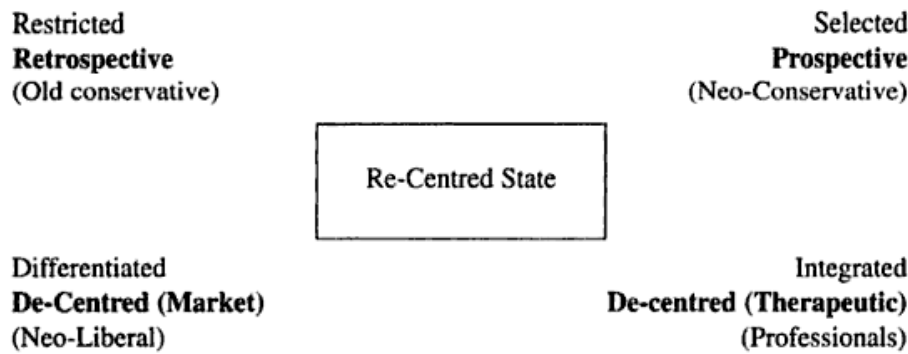 Restricted
Retrospective
(Old conservative)
Selected
Prospective
(Neo-Conservative)
Re-Centred State
Differentiated
De-Centred (Market)
(Neo-Liberal)
Integrated
De-centred (Therapeutic)
(Professionals)